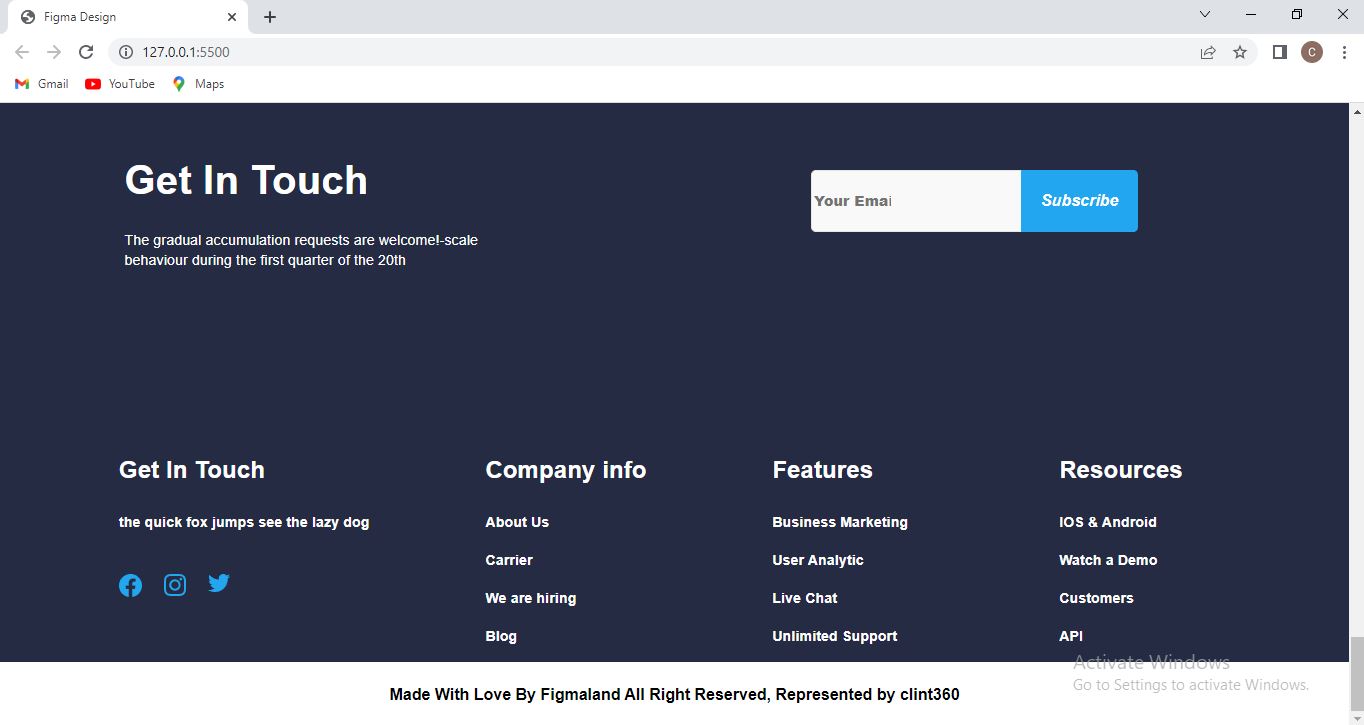 Figma Design
127.0.0.1:5500
C
Gmail YouTube Maps
Get In Touch
The gradual accumulation requests are welcome!-scale
behaviour during the first quarter of the 20th
Your Emai
Subscribe
Get In Touch
the quick fox jumps see the lazy dog
Company info
About Us
Carrier
We are hiring
Blog
Features
Business Marketing
User Analytic
Live Chat
Unlimited Support
Resources
IOS & Android
Watch a Demo
Customers
API
Activate Windows
Go to Settings to activate Windows.
Made With Love By Figmaland All Right Reserved, Represented by clint360